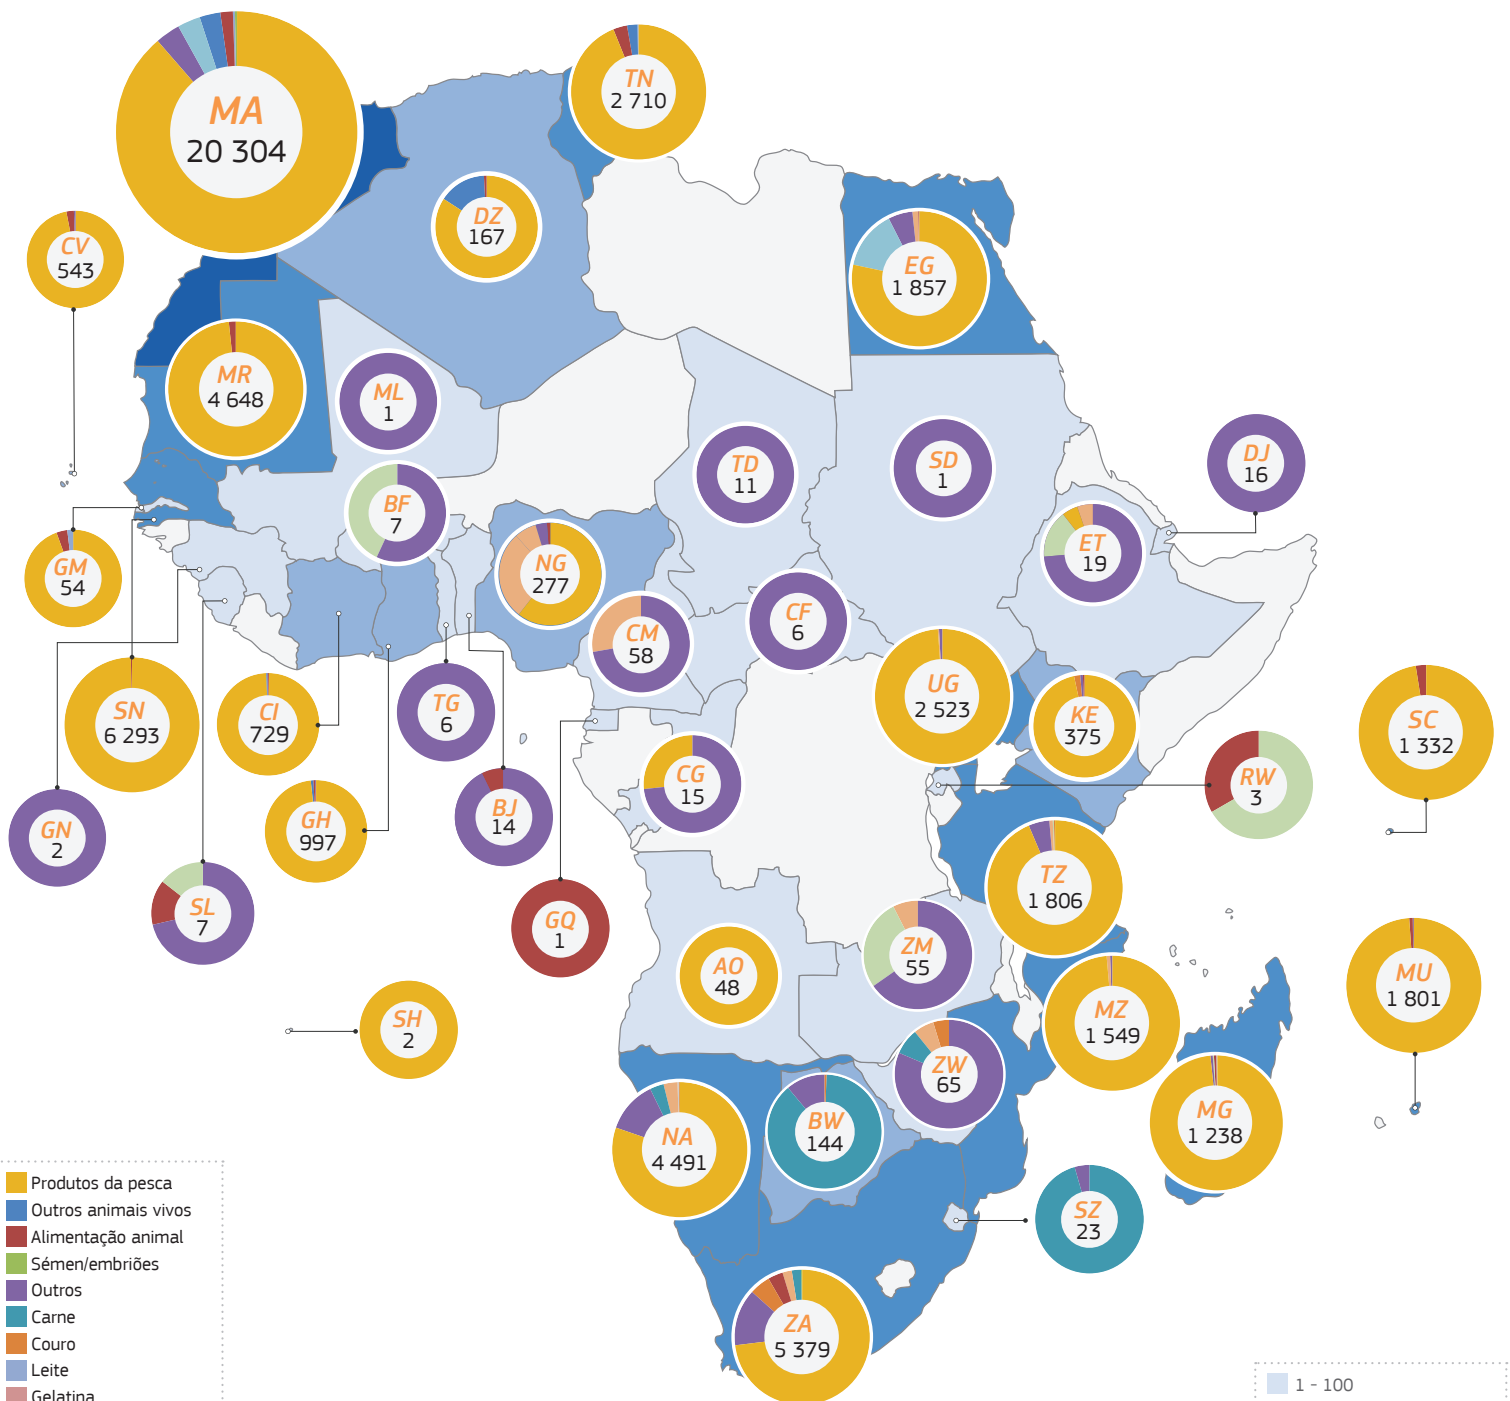 MA
20 304
TN
2 710
DZ
167
CV
543
EG
1 857
MR
4 648
ML
1
TD
11
SD
1
DJ
16
BF
7
ET
19
NG
277
GM
54
CF
6
CM
58
UG
2 523
KE
375
SC
1 332
SN
6 293
CI
729
TG
6
CG
15
RW
3
GN
2
GH
997
BJ
14
TZ
1 806
SL
7
GQ
1
AO
48
ZM
55
MU
1 801
SH
2
MZ
1 549
ZW
65
NA
4 491
BW
144
MG
1 238
SZ
23
ZA
5 379
Produtos da pesca
Outros animais vivos
Alimentação animal
Sémen/embriões
Outros
Carne
Couro
Leite
Gelatina
1 - 100